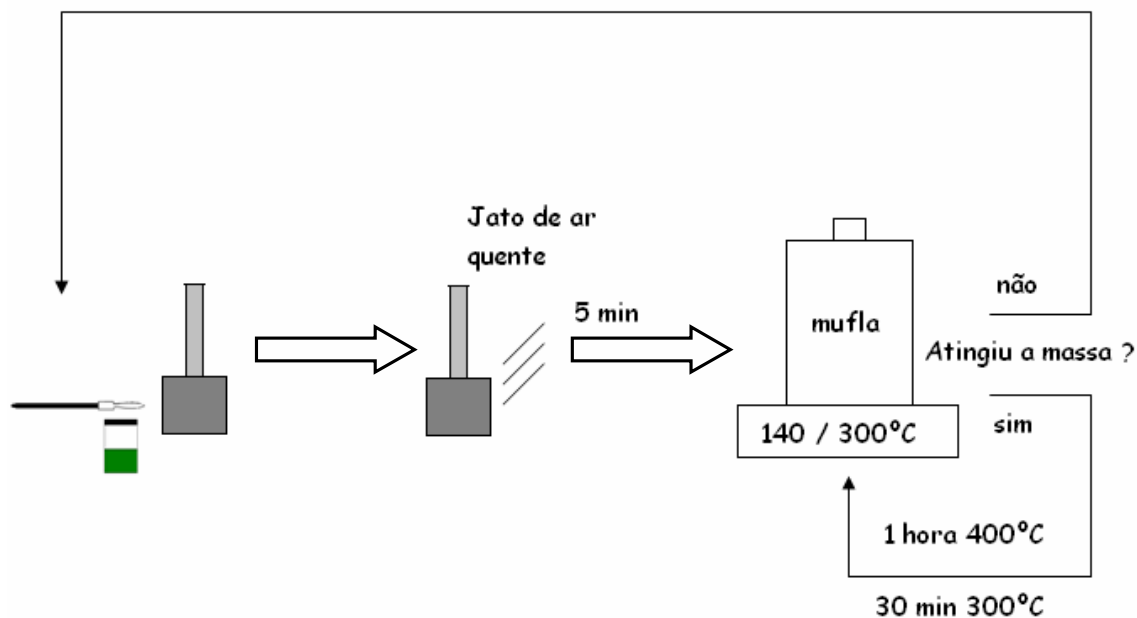 Jato de ar
quente
5 min
mufla
140 / 300°C
não
Atingiu a massa ?
sim
1 hora 400°C
30 min 300°C